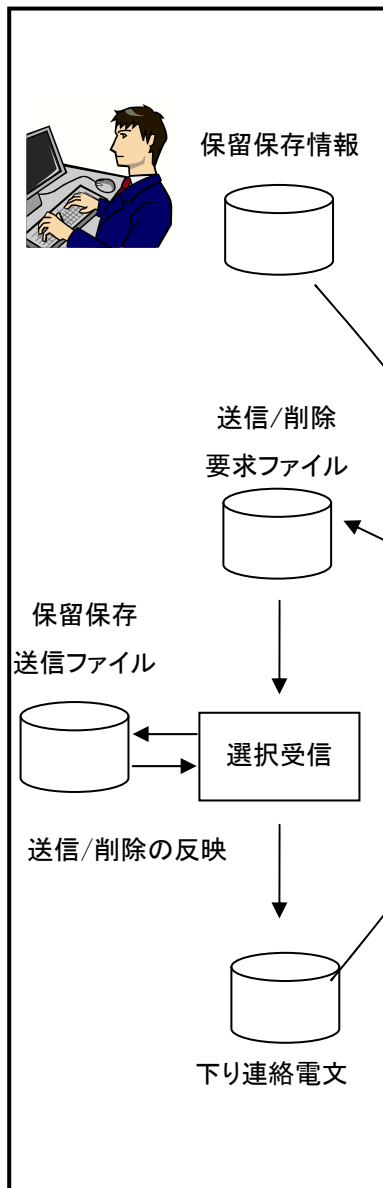 保留保存情報
送信/削除
要求ファイル
保留保存
送信ファイル
選択受信
送信/削除の反映
下り連絡電文